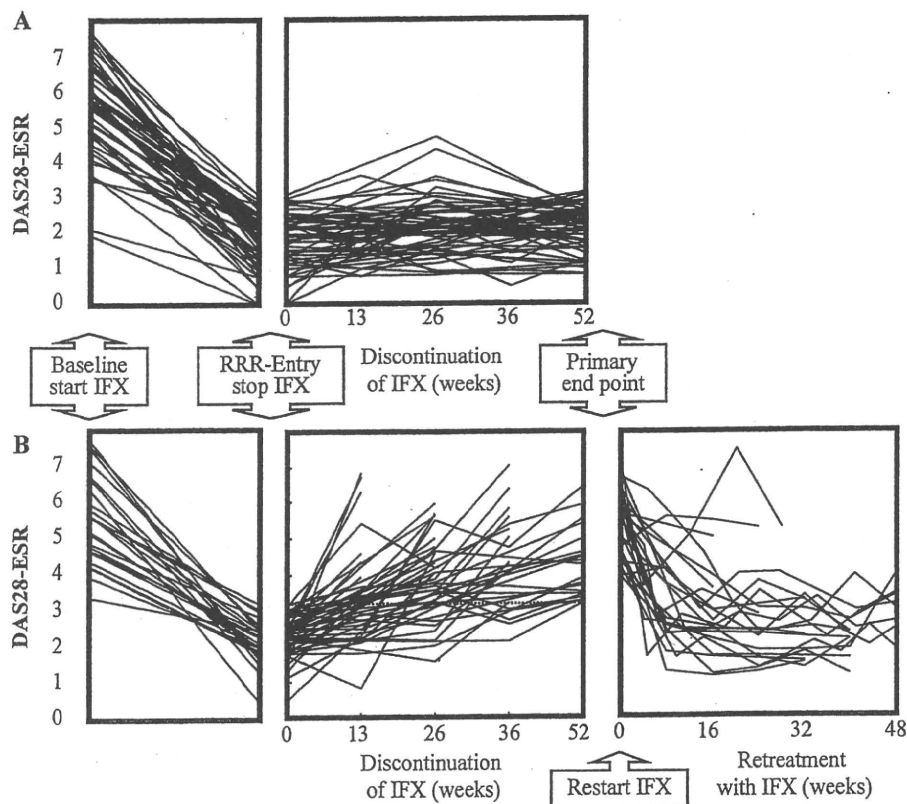 A
DAS28-ESR
7
6
5
4
3
2
1
0
0 13 26 36 52
Baseline
start IFX
RRR-Entry
stop IFX
Discontinuation
of IFX (weeks)
Primary
end point
B
DAS28-ESR
7
6
5
4
3
2
1
0
0 13 26 36 52
0 16 32 48
Discontinuation
of IFX (weeks)
Restart IFX
Retreatment
with IFX (weeks)